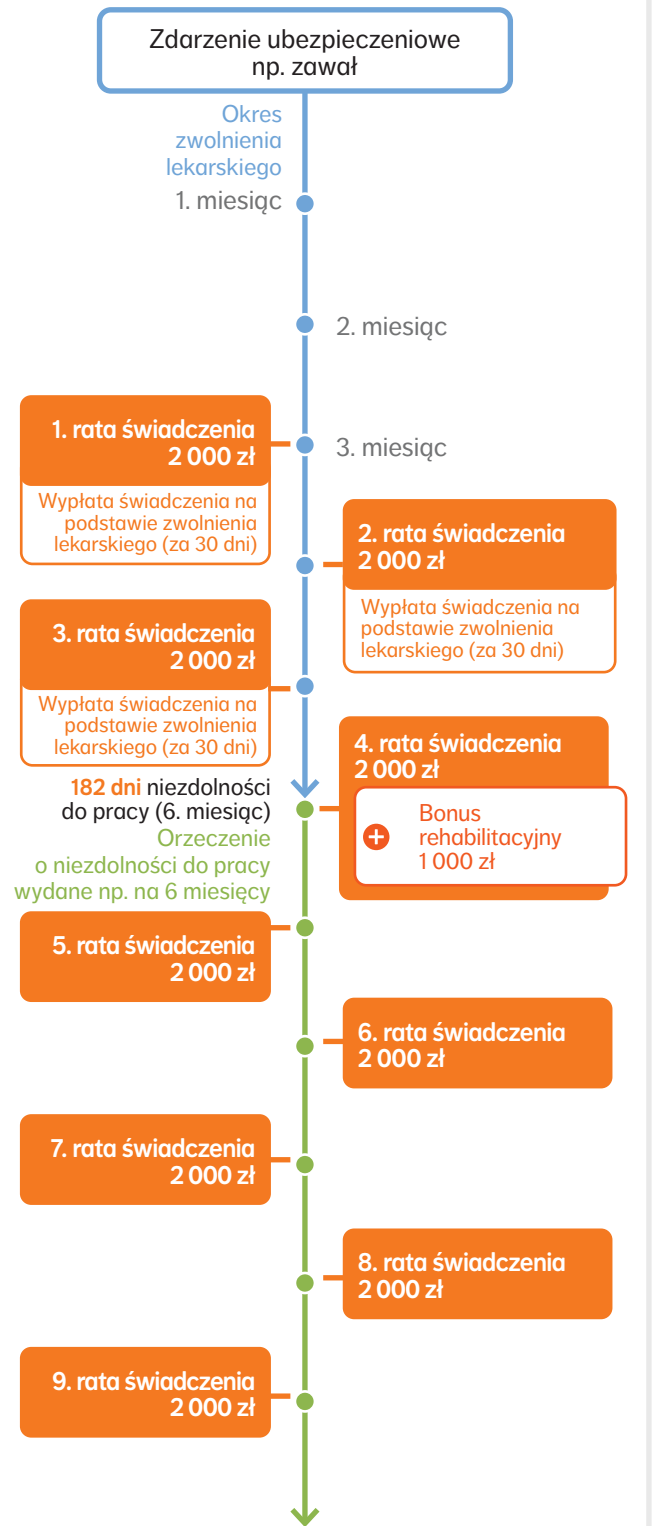 Zdarzenie ubezpieczeniowe
np. zawał
Okres
zwolnienia
lekarskiego
1. miesiąc
2. miesiąc
1. rata świadczenia
2 000 zł
3. miesiąc
Wypłata świadczenia na
podstawie zwolnienia
lekarskiego (za 30 dni)
2. rata świadczenia
2 000 zł
Wypłata świadczenia na
podstawie zwolnienia
lekarskiego (za 30 dni)
3. rata świadczenia
2 000 zł
Wypłata świadczenia na
podstawie zwolnienia
lekarskiego (za 30 dni)
4. rata świadczenia
2 000 zł
Bonus
rehabilitacyjny
1 000 zł
182 dni niezdolności
do pracy (6. miesiąc)
Orzeczenie
o niezdolności do pracy
wydane np. na 6 miesięcy
5. rata świadczenia
2 000 zł
6. rata świadczenia
2 000 zł
7. rata świadczenia
2 000 zł
8. rata świadczenia
2 000 zł
9. rata świadczenia
2 000 zł